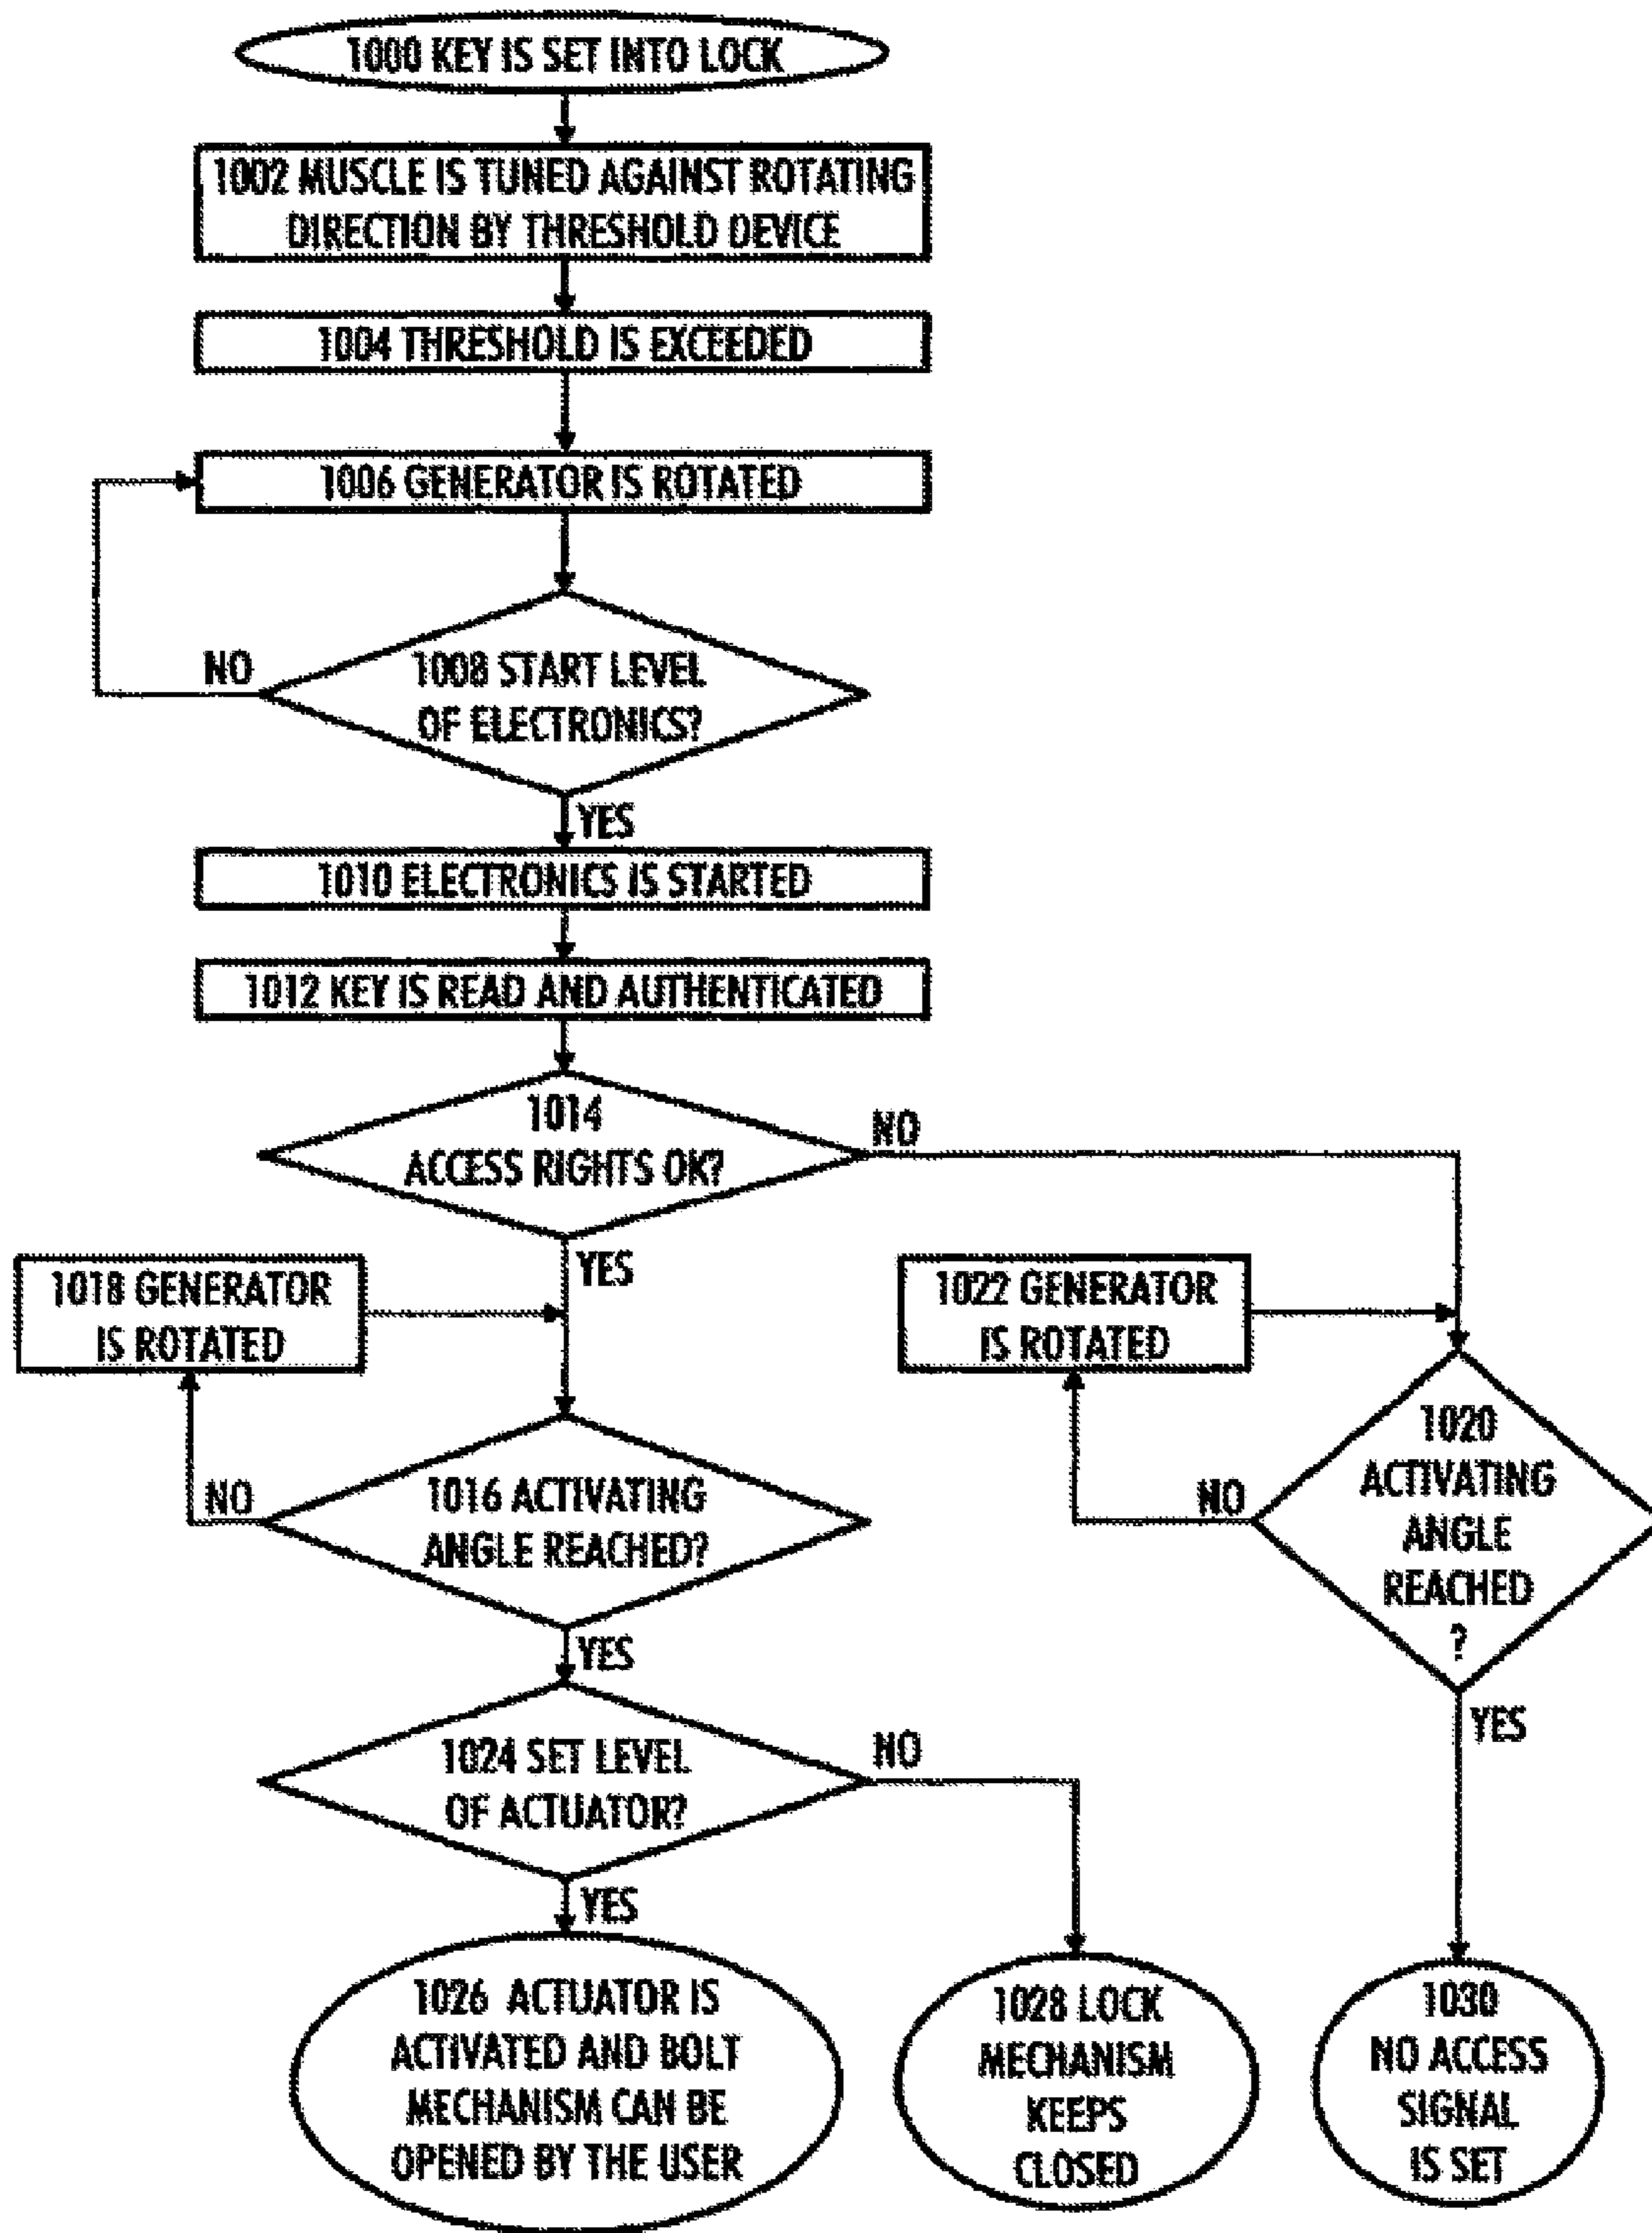 1000 KEY IS SET INTO LOCK
1002 MUSCLE IS TUNED AGAINST ROTATING
DIRECTION BY THRESHOLD DEVICE
1004 THRESHOLD IS EXCEEDED
1006 GENERATOR IS ROTATED
NO
1008 START LEVEL
OF ELECTRONICS?
YES
1010 ELECTRONICS IS STARTED
1012 KEY IS READ AND AUTHENTICATED
1014
ACCESS RIGHTS OK?
NO
YES
1018 GENERATOR
IS ROTATED
1022 GENERATOR
IS ROTATED
NO
1016 ACTIVATING
ANGLE REACHED?
NO
1020
ACTIVATING
ANGLE
REACHED
?
YES
YES
1024 SET LEVEL
OF ACTUATOR?
NO
YES
1026 ACTUATOR IS
ACTIVATED AND BOLT
MECHANISM CAN BE
OPENED BY THE USER
1028 LOCK
MECHANISM
KEEPS
CLOSED
1030
NO ACCESS
SIGNAL
IS SET